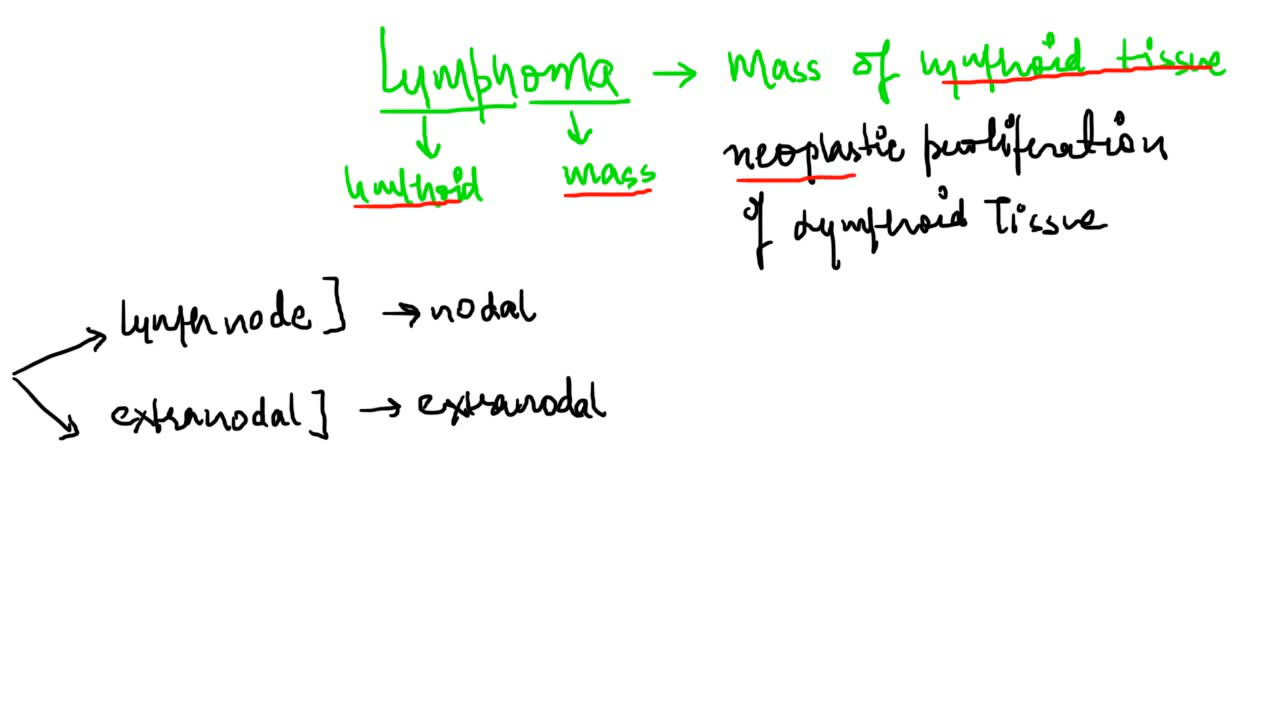 Lymphoma → Mass of lymphoid tissue
lymphoid mass
neoplastic proliferation
of lymphoid Tissue
lymph node ] → nodal
extranodal ] → extranodal